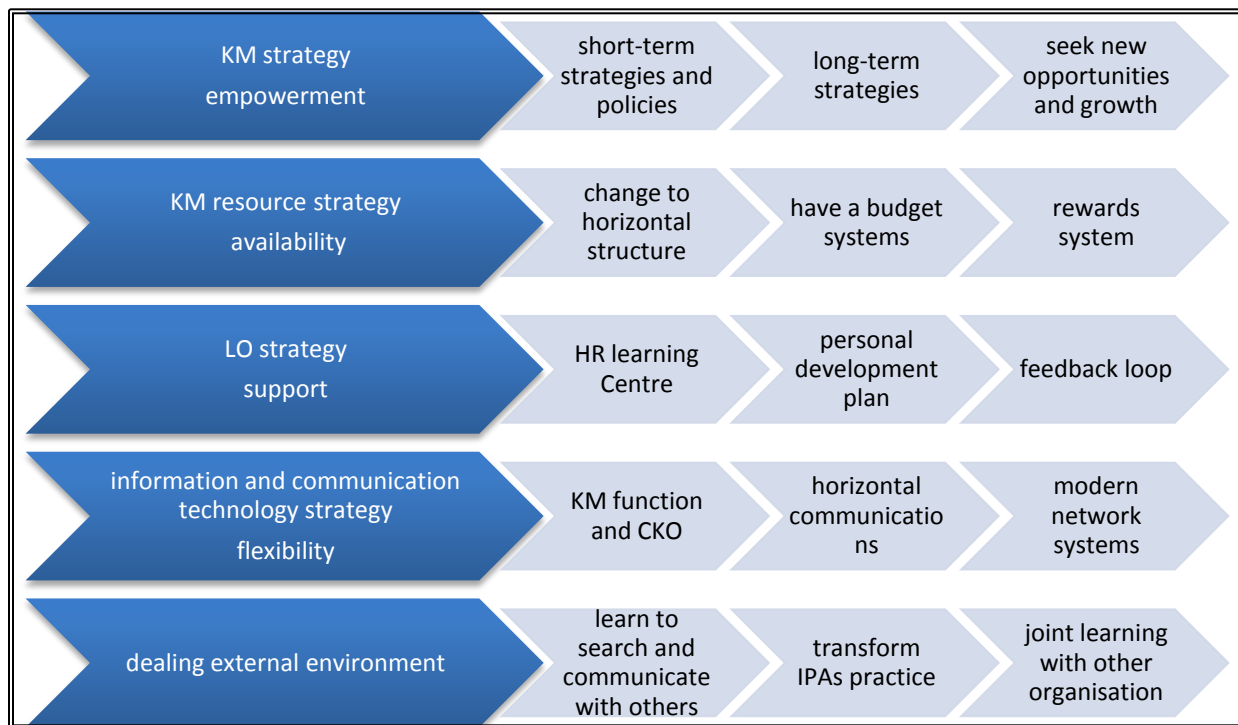 KM strategy
empowerment
short-term
strategies and
policies
long-term
strategies
seek new
opportunities
and growth
KM resource strategy
availability
change to
horizontal
structure
have a budget
systems
rewards
system
LO strategy
support
HR learning
Centre
personal
development
plan
feedback loop
information and communication
technology strategy
flexibility
KM function
and CKO
horizontal
communicatio
ns
modern
network
systems
dealing external environment
learn to
search and
communicate
with others
transform
IPAs practice
joint learning
with other
organisation